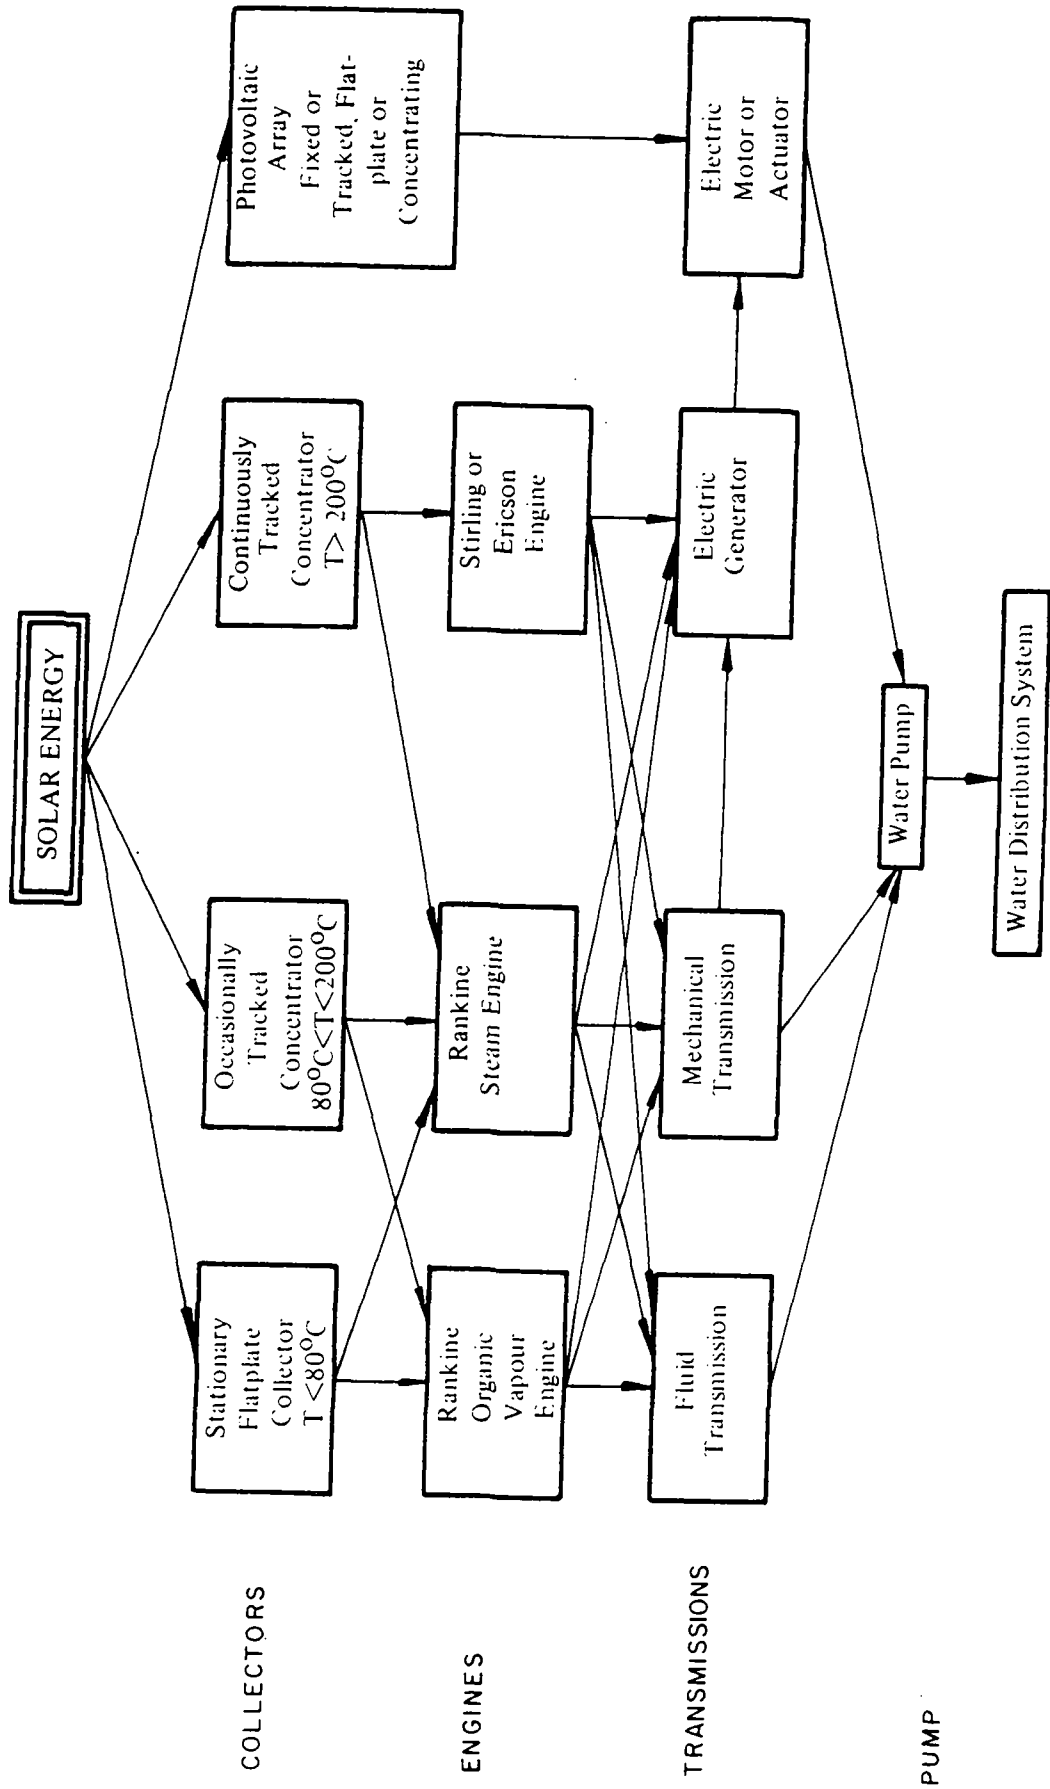 SOLAR ENERGY
COLLECTORS
Stationary
Flatplate
Collector
T <80°C
Occasionally
Tracked
Concentrator
80°C<T<200°C
Continuously
Tracked
Concentrator
T> 200°C
Photovoltaic
Array
Fixed or
Tracked, Flat-
plate or
Concentrating
ENGINES
Rankine
Organic
Vapour
Engine
Rankine
Steam Engine
Stirling or
Ericson
Engine
TRANSMISSIONS
Fluid
Transmission
Mechanical
Transmission
Electric
Generator
Electric
Motor or
Actuator
PUMP
Water Pump
Water Distribution System